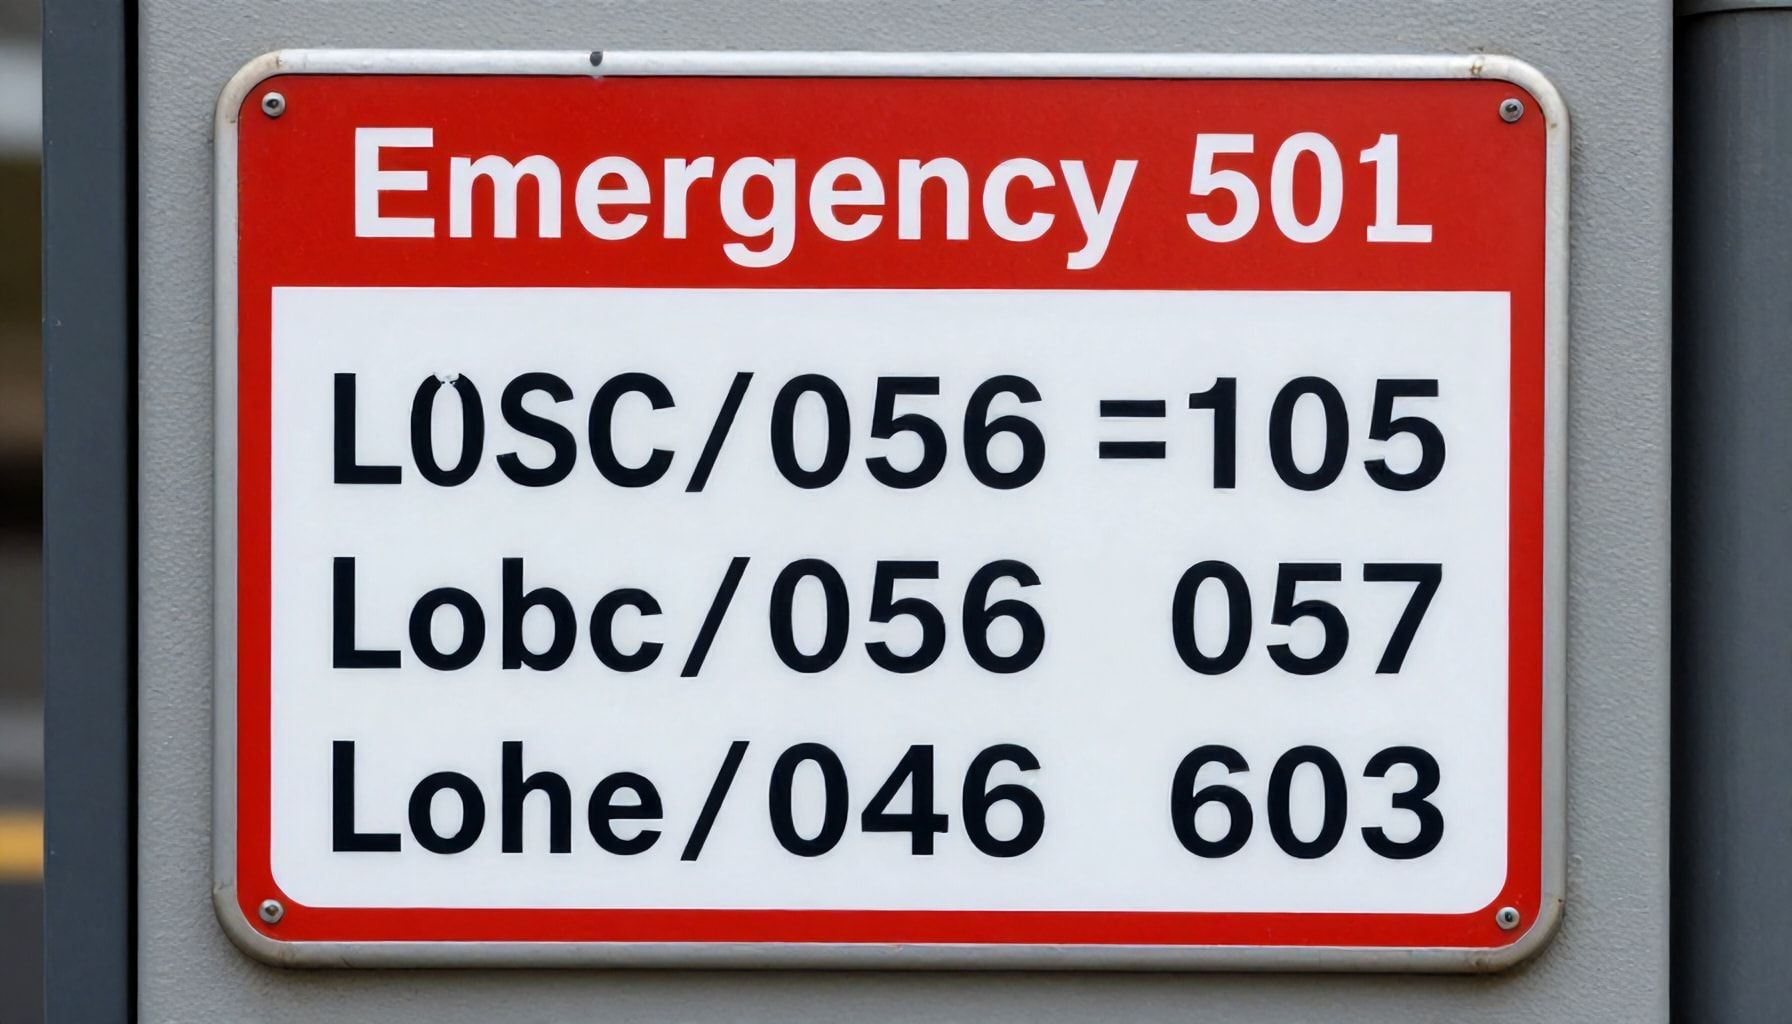 Emergency 501
L0SC/056 =105
Lobc/056 057
Lohe/046 603